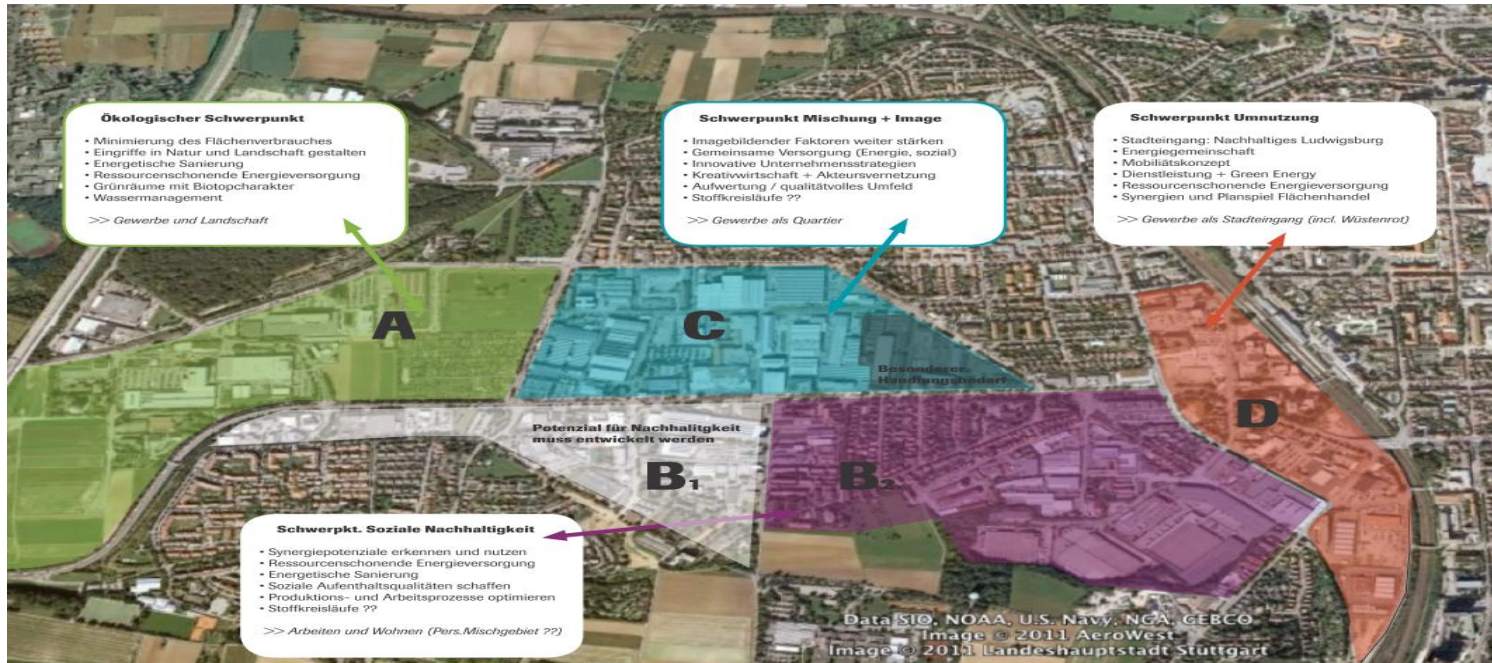 Ökologischer Schwerpunkt
• Minimierung des Flächenverbrauches
• Eingriffe in Natur und Landschaft gestalten
• Energetische Sanierung
• Ressourcenschonende Energieversorgung
• Grünräume mit Biotopcharakter
• Wassermanagement
>> Gewerbe und Landschaft
Schwerpunkt Mischung + Image
• Imagebildender Faktoren weiter stärken
• Gemeinsame Versorgung (Energie, sozial)
• Innovative Unternehmensstrategien
• Kreativwirtschaft + Akteursvernetzung
• Aufwertung / qualitätvolles Umfeld
• Stoffkreisläufe ??
>> Gewerbe als Quartier
Schwerpunkt Umnutzung
• Stadteingang: Nachhaltiges Ludwigsburg
• Energiegemeinschaft
• Mobiliätskonzept
• Dienstleistung + Green Energy
• Ressourcenschonende Energieversorgung
• Synergien und Planspiel Flächenhandel
>> Gewerbe als Stadteingang (incl. Wüstenrot)
A
C
Besonderer
Handlungsbedarf
D
Potenzial für Nachhalitgkeit
muss entwickelt werden
B1
B2
Schwerpkt. Soziale Nachhaltigkeit
• Synergiepotenziale erkennen und nutzen
• Ressourcenschonende Energieversorgung
• Energetische Sanierung
• Soziale Aufenthaltsqualitäten schaffen
• Produktions- und Arbeitsprozesse optimieren
• Stoffkreisläufe ??
>> Arbeiten und Wohnen (Pers.Mischgebiet ??)
Data SIO, NOAA, U.S. Navy, NGA, GEBCO
Image © 2011 AeroWest
Image © 2011 Landeshauptstadt Stuttgart